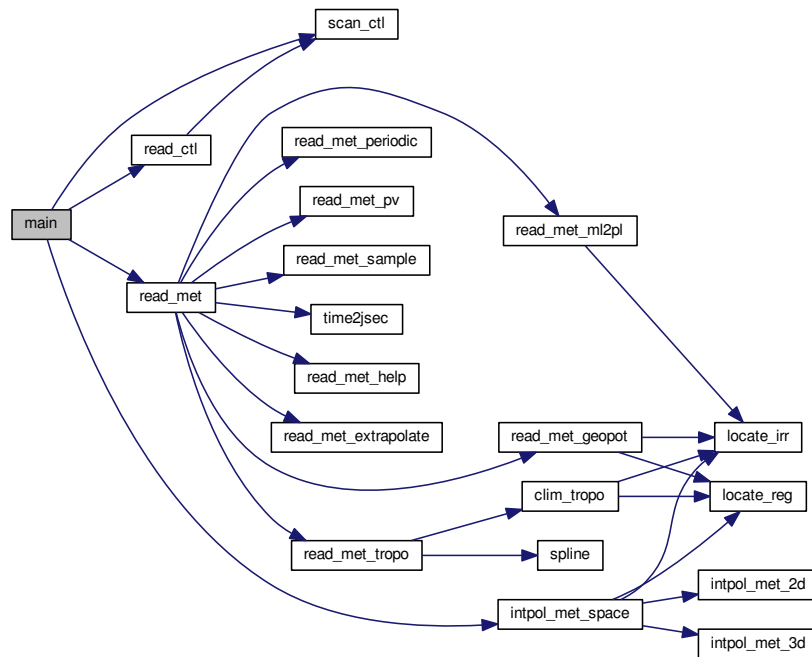 scan_ctl
read_ctl
read_met_periodic
read_met_pv
main
read_met_ml2pl
read_met_sample
read_met
time2jsec
read_met_help
read_met_extrapolate
read_met_geopot
locate_irr
clim_tropo
locate_reg
read_met_tropo
spline
intpol_met_2d
intpol_met_space
intpol_met_3d